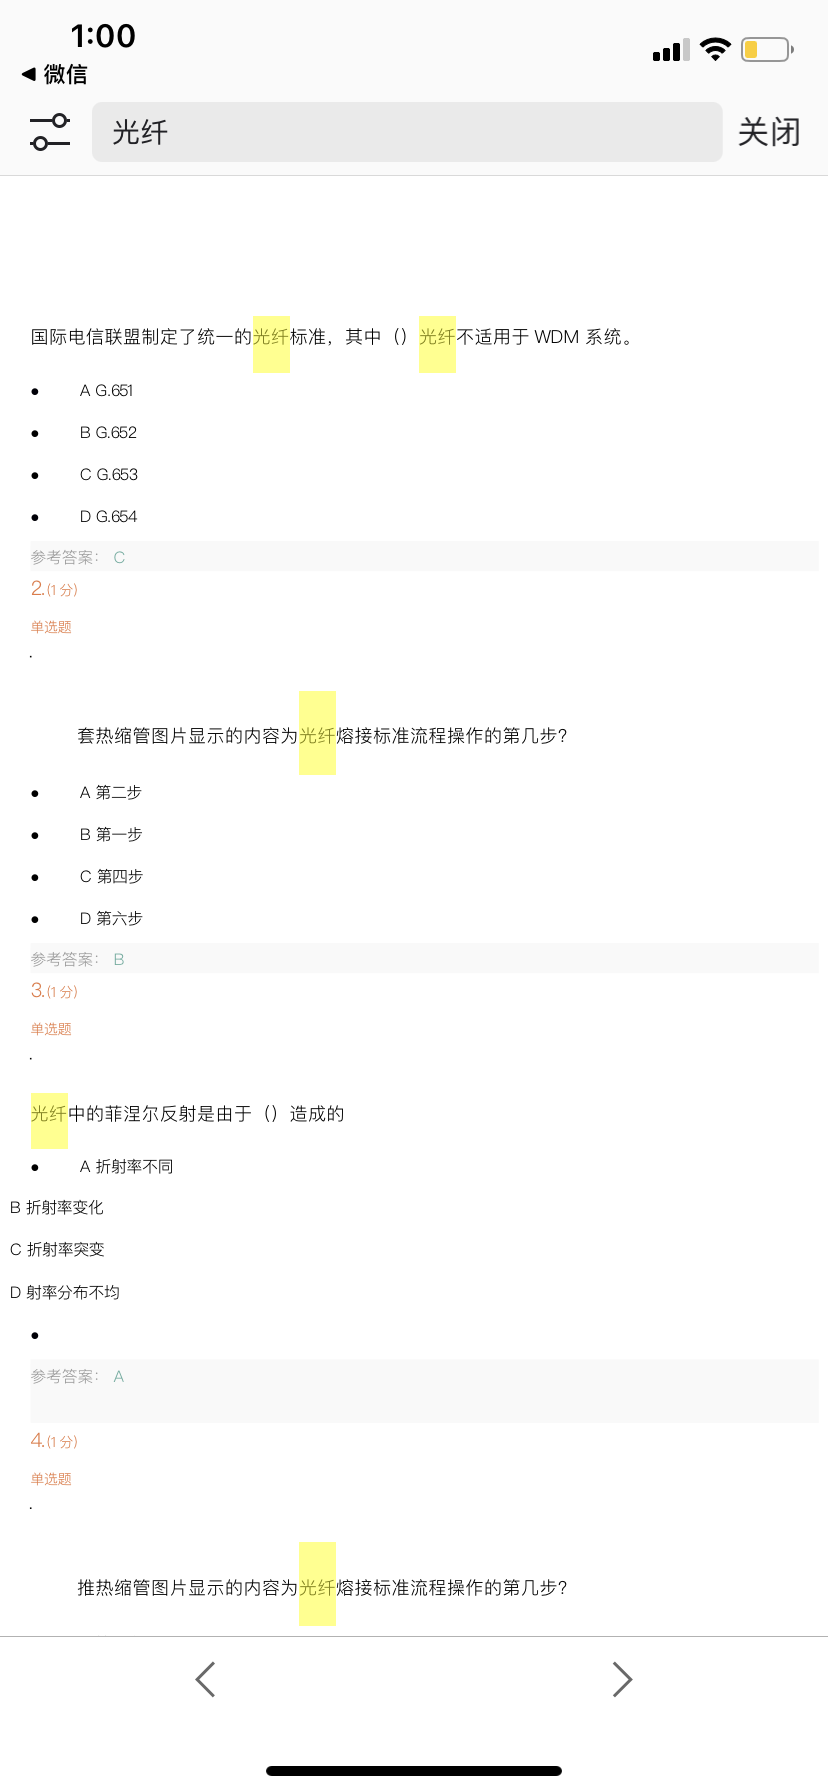 1:00
◀ 微信
光纤
关闭
国际电信联盟制定了统一的光纤标准，其中（）光纤不适用于 WDM 系统。
● A G.651
● B G.652
● C G.653
● D G.654
参考答案： C
2.(1 分)
单选题
.
套热缩管图片显示的内容为光纤熔接标准流程操作的第几步？
● A 第二步
● B 第一步
● C 第四步
● D 第六步
参考答案： B
3.(1 分)
单选题
.
光纤中的菲涅尔反射是由于（）造成的
● A 折射率不同
B 折射率变化
C 折射率突变
D 射率分布不均
●
参考答案： A
4.(1 分)
单选题
.
推热缩管图片显示的内容为光纤熔接标准流程操作的第几步？